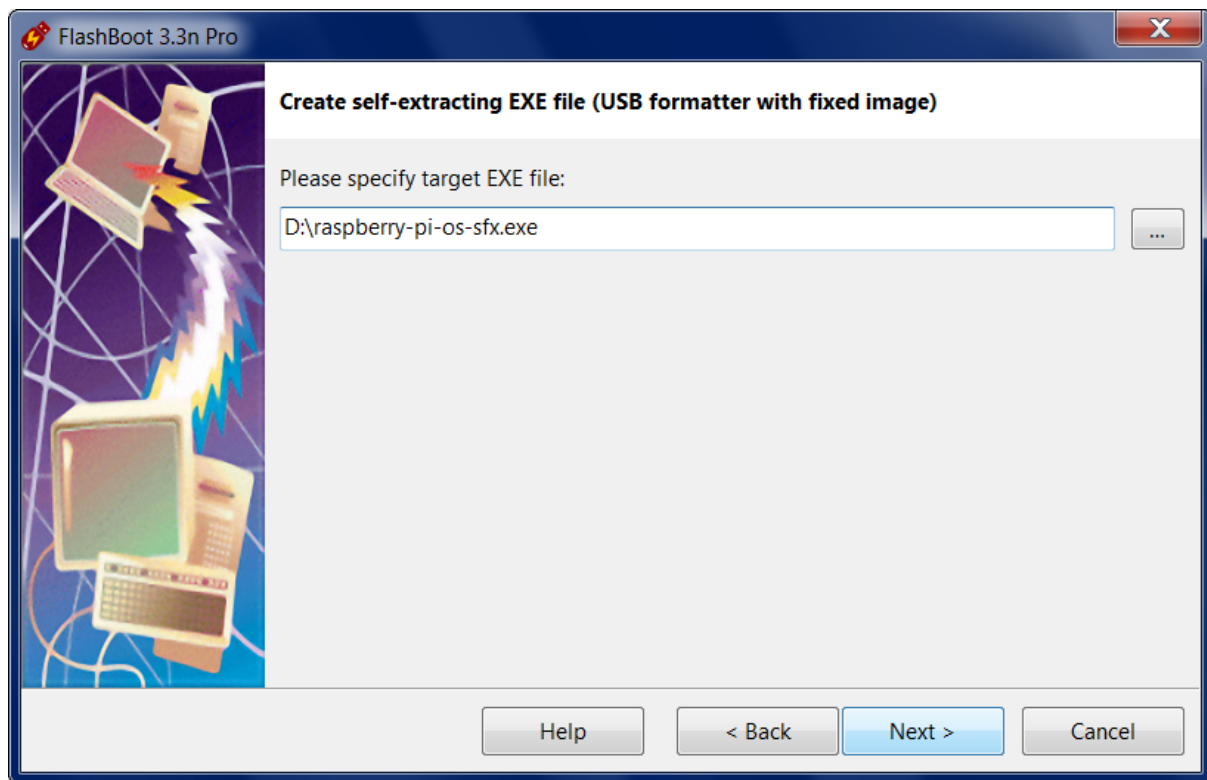 FlashBoot 3.3n Pro
X
Create self-extracting EXE file (USB formatter with fixed image)
Please specify target EXE file:
D:\raspberry-pi-os-sfx.exe
...
Help
< Back
Next >
Cancel